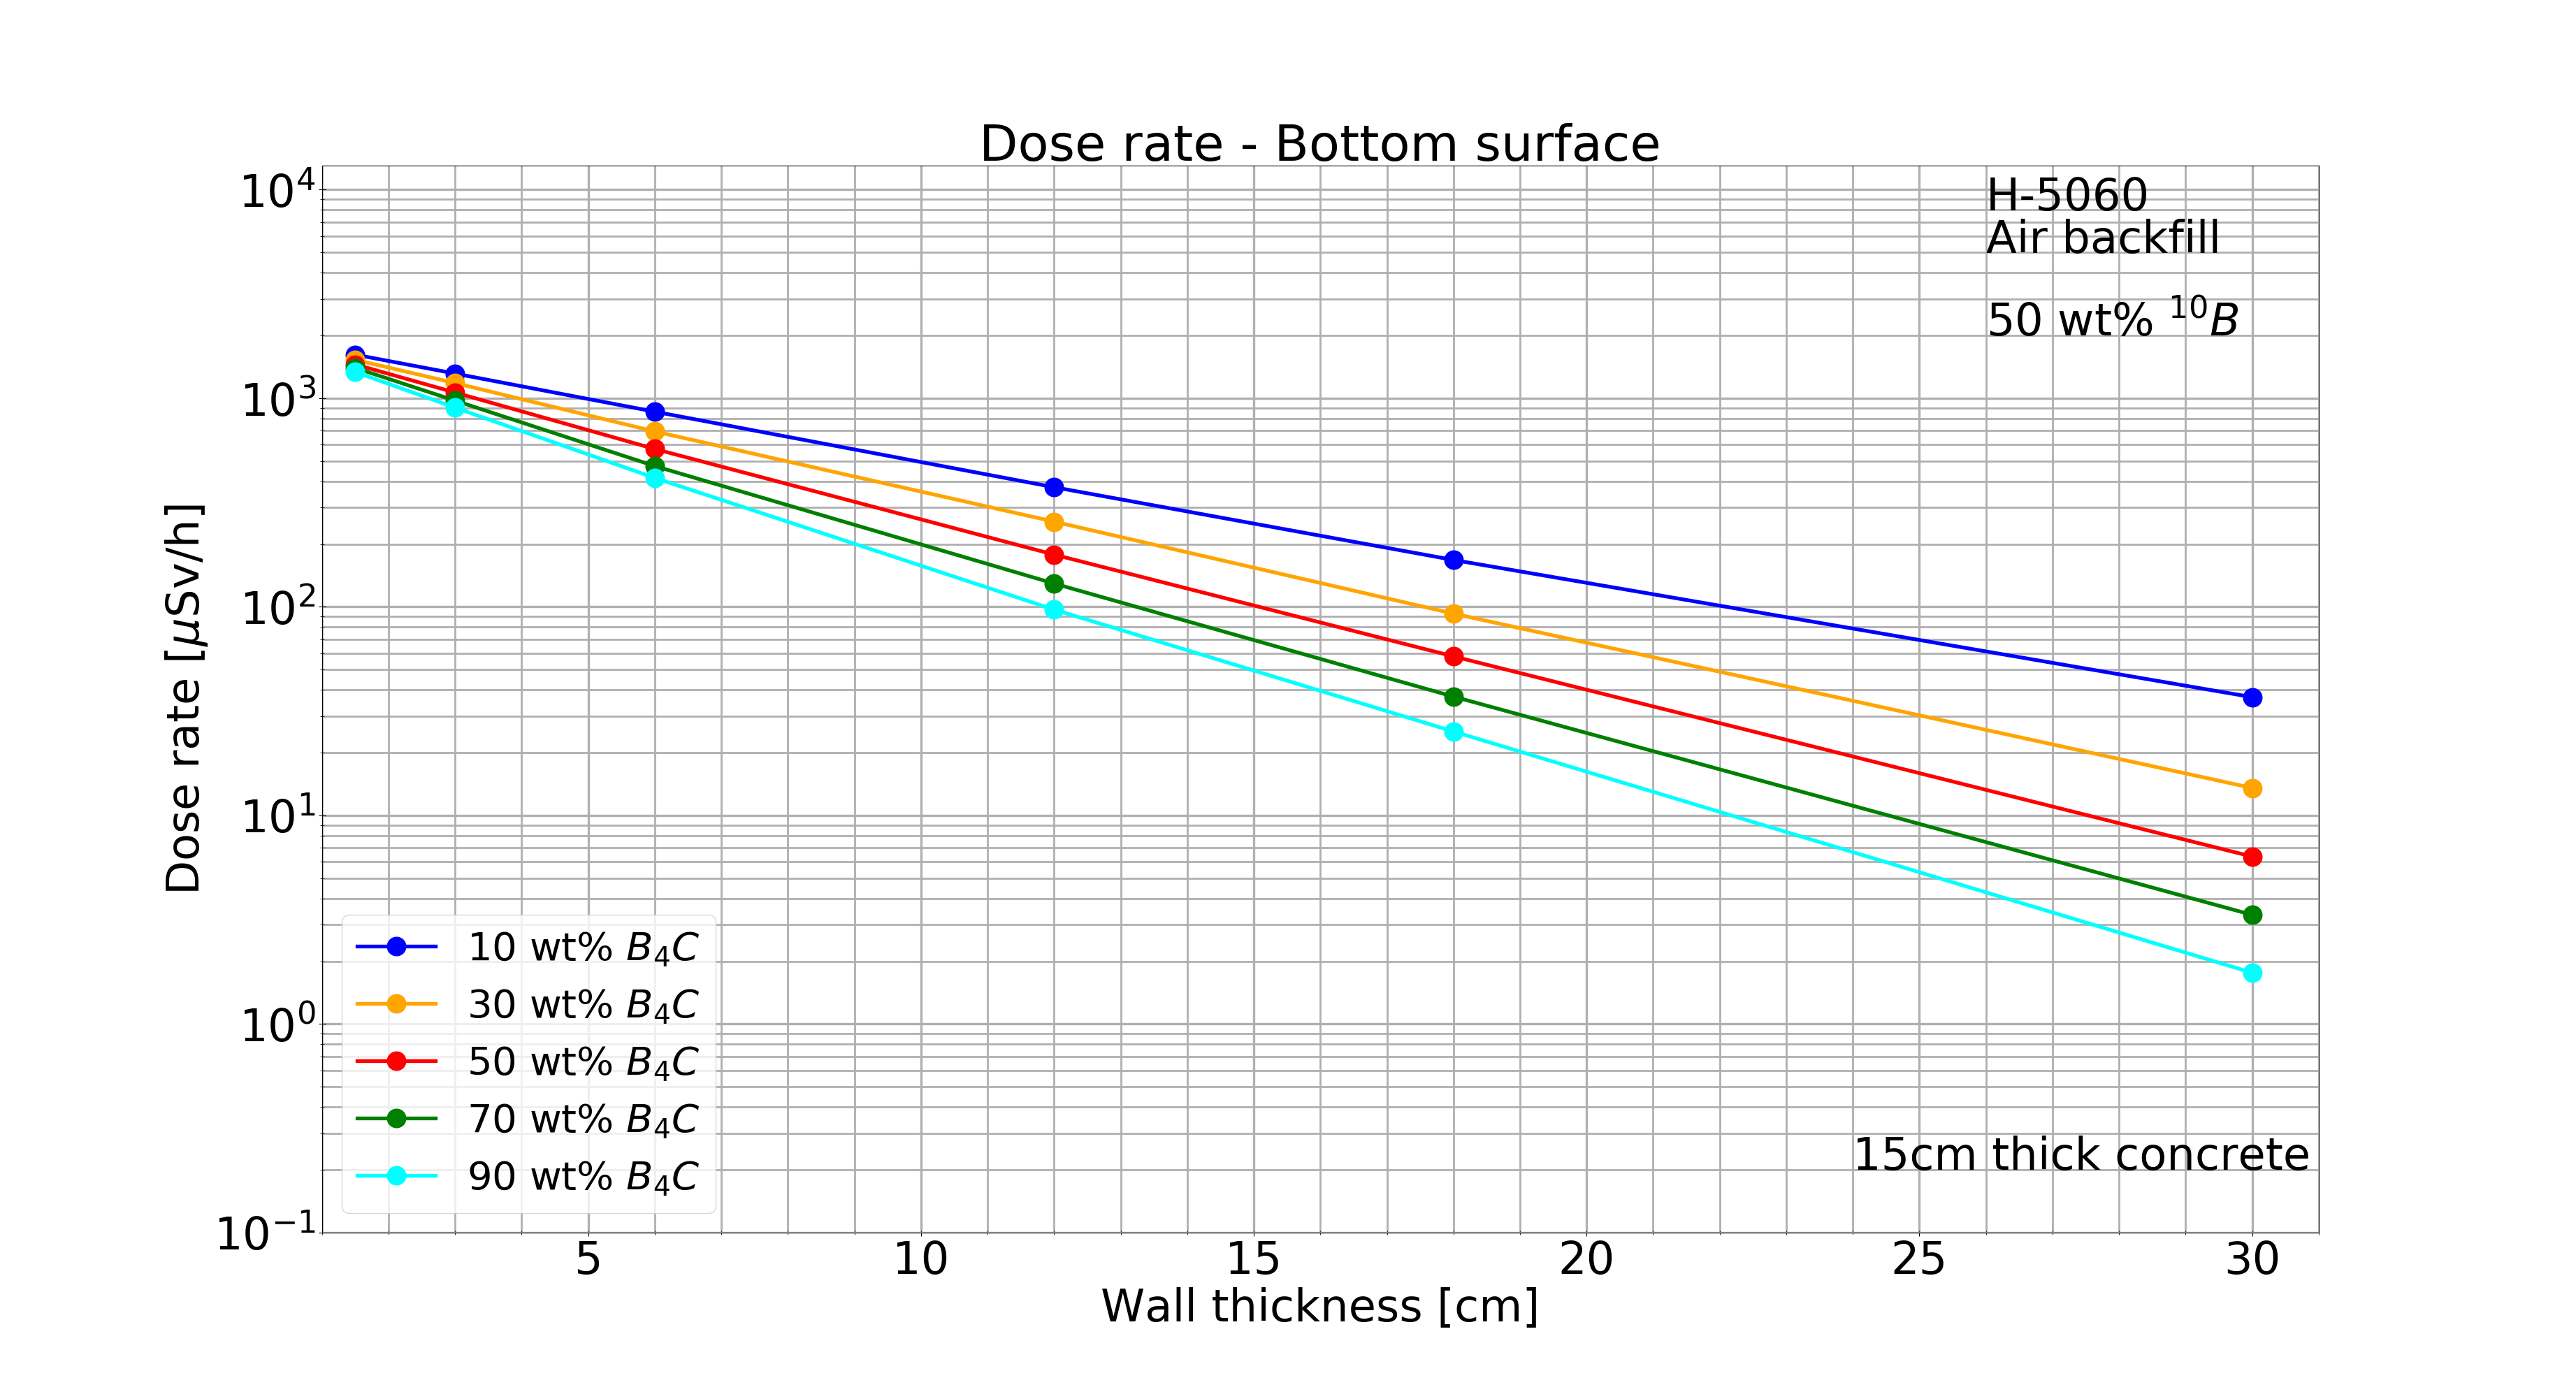 Dose rate - Bottom surface
H-5060
Air backfill
50 wt% ¹⁰B
10⁴
10³
10²
10¹
10⁰
10⁻¹
Dose rate [μSv/h]
10 wt% B₄C
30 wt% B₄C
50 wt% B₄C
70 wt% B₄C
90 wt% B₄C
15cm thick concrete
5 10 15 20 25 30
Wall thickness [cm]